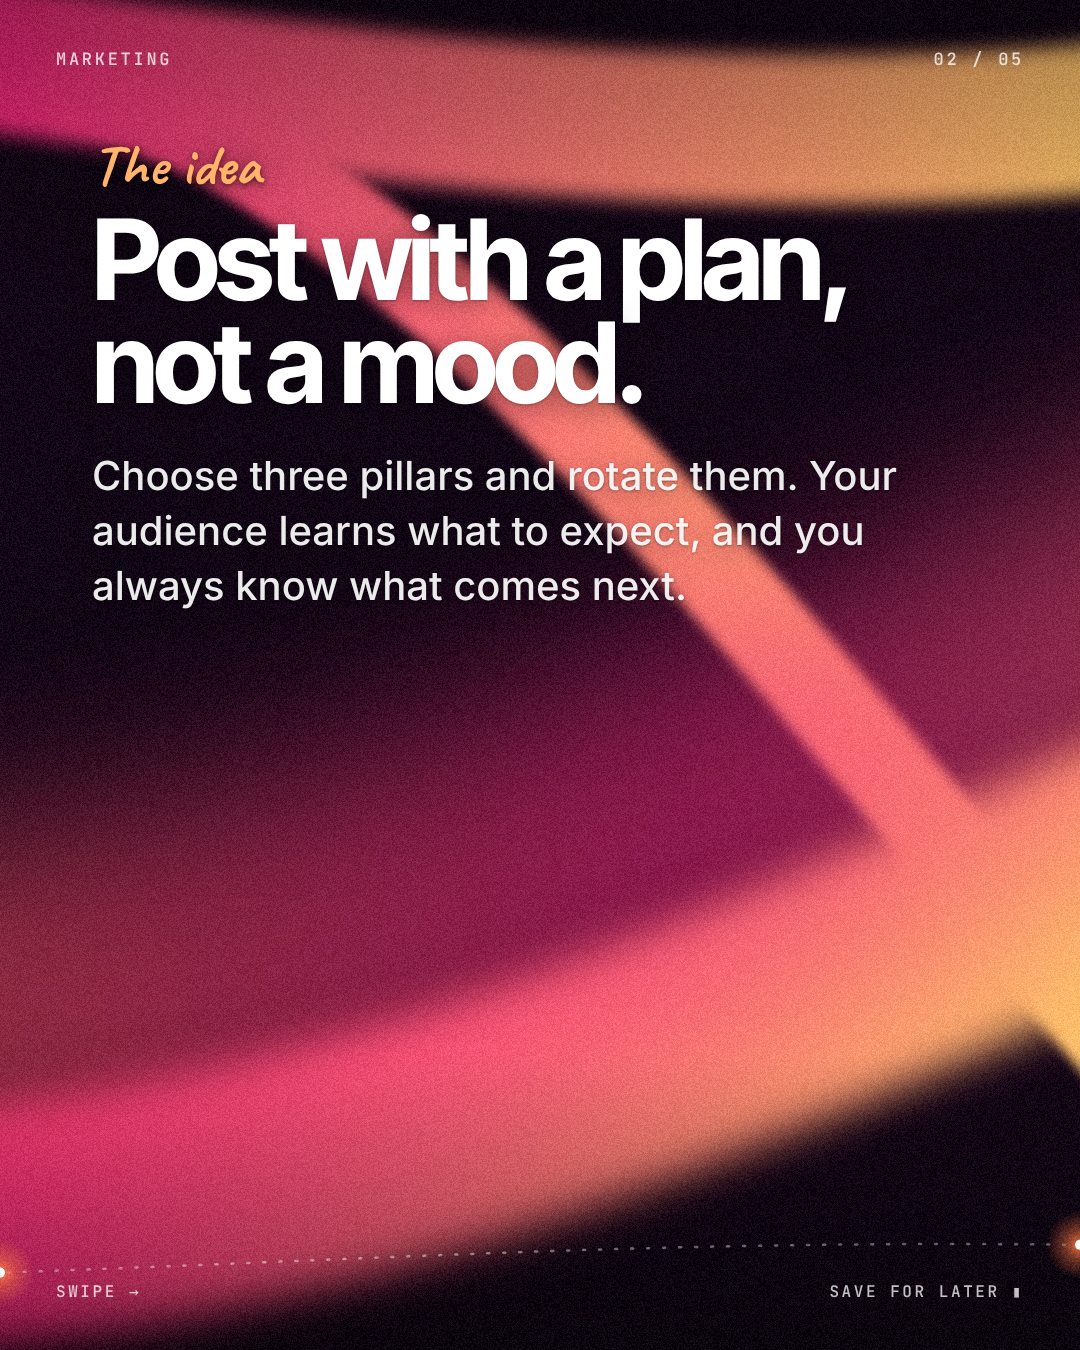 MARKETING
02 / 05
The idea
Post with a plan,
not a mood.
Choose three pillars and rotate them. Your
audience learns what to expect, and you
always know what comes next.
SWIPE →
SAVE FOR LATER ▮